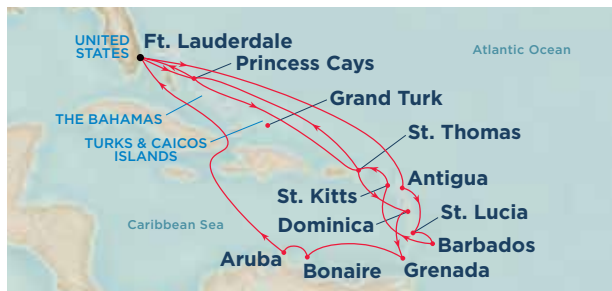 UNITED
STATES
Ft. Lauderdale
Princess Cays
Atlantic Ocean
Grand Turk
THE BAHAMAS
TURKS & CAICOS
ISLANDS
St. Thomas
St. Kitts
Antigua
Dominica
St. Lucia
Caribbean Sea
Barbados
Aruba
Bonaire
Grenada